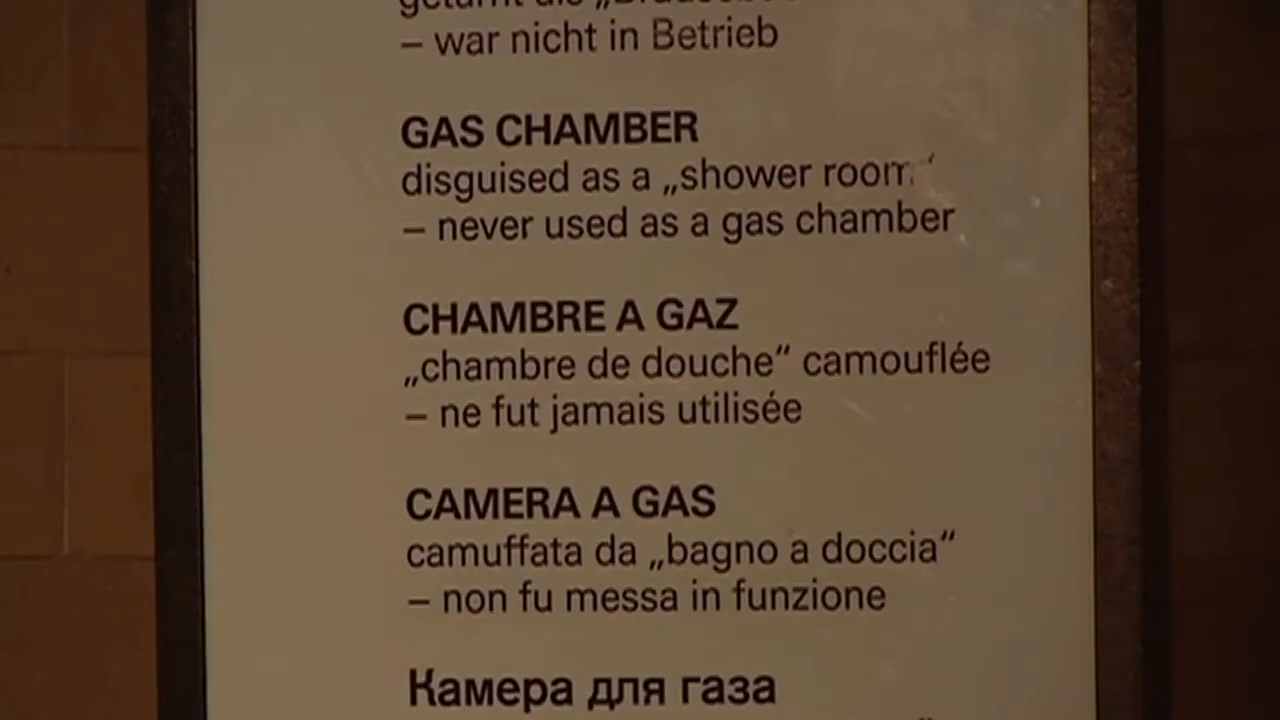 – war nicht in Betrieb
GAS CHAMBER
disguised as a „shower room“
– never used as a gas chamber
CHAMBRE A GAZ
„chambre de douche“ camouflée
– ne fut jamais utilisée
CAMERA A GAS
camuffata da „bagno a doccia“
– non fu messa in funzione
Камера для газа